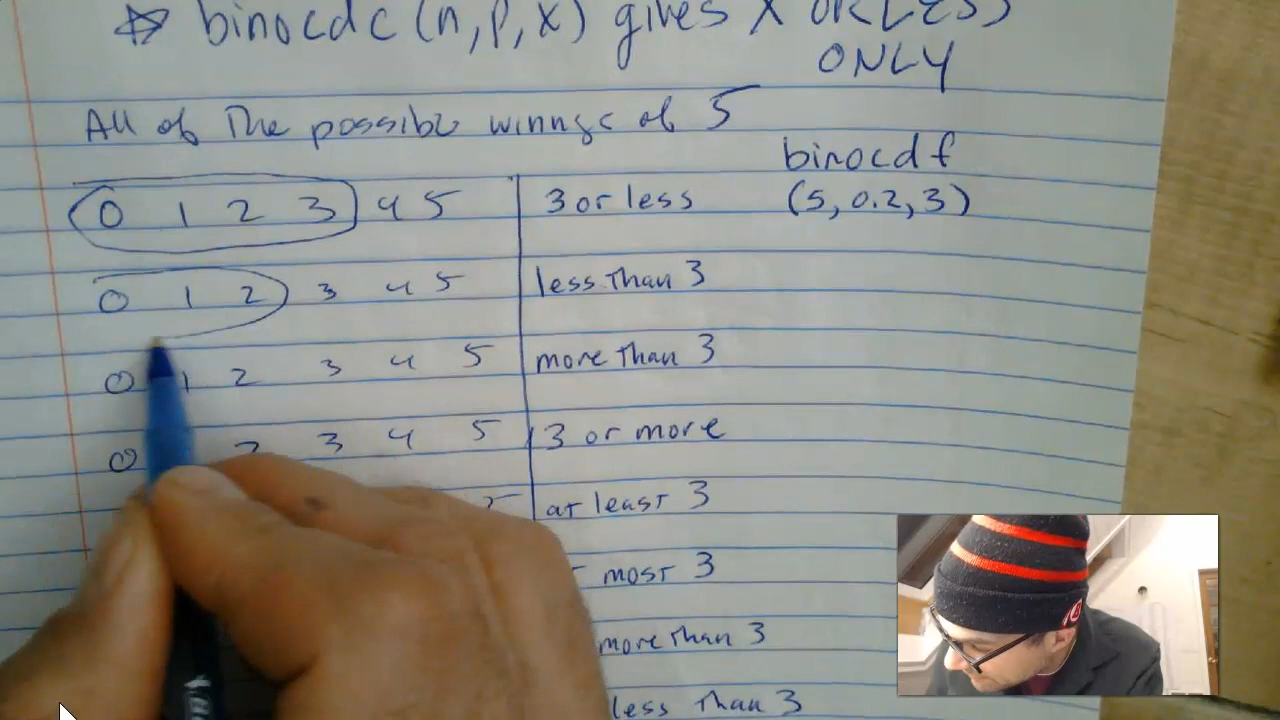 binocdc (n, p, x) gives X OR LESS
ONLY
All of The possible winngs of 5
binocdf
0 1 2 3 4 5 3 or less (5, 0.2, 3)
0 1 2 3 4 5 less Than 3
0 1 2 3 4 5 more Than 3
0 2 3 4 5 3 or more
5 at least 3
most 3
more Than 3
less Than 3